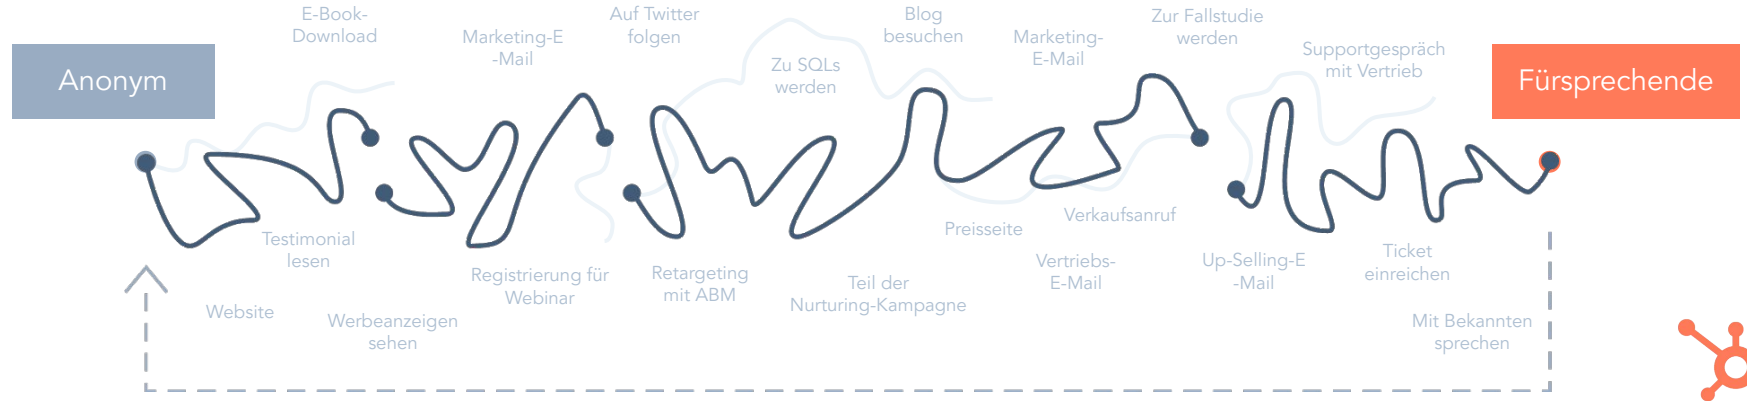 Anonym
E-Book-
Download
Marketing-E
-Mail
Auf Twitter
folgen
Zu SQLs
werden
Blog
besuchen
Marketing-
E-Mail
Zur Fallstudie
werden
Supportgespräch
mit Vertrieb
Fürsprechende
Website
Testimonial
lesen
Werbeanzeigen
sehen
Registrierung für
Webinar
Retargeting
mit ABM
Teil der
Nurturing-Kampagne
Preisseite
Vertriebs-
E-Mail
Verkaufsanruf
Up-Selling-E
-Mail
Ticket
einreichen
Mit Bekannten
sprechen